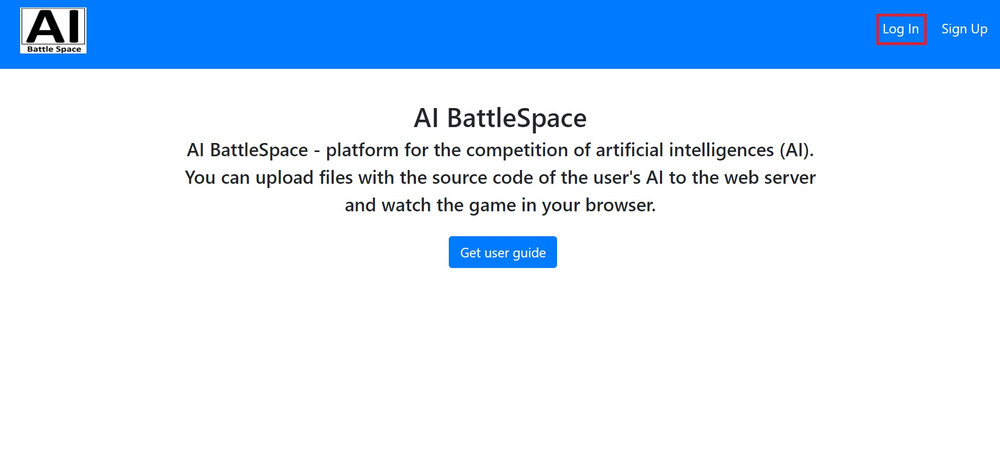 AI
Battle Space
Log In
Sign Up
AI BattleSpace
AI BattleSpace - platform for the competition of artificial intelligences (AI).
You can upload files with the source code of the user's AI to the web server
and watch the game in your browser.
Get user guide